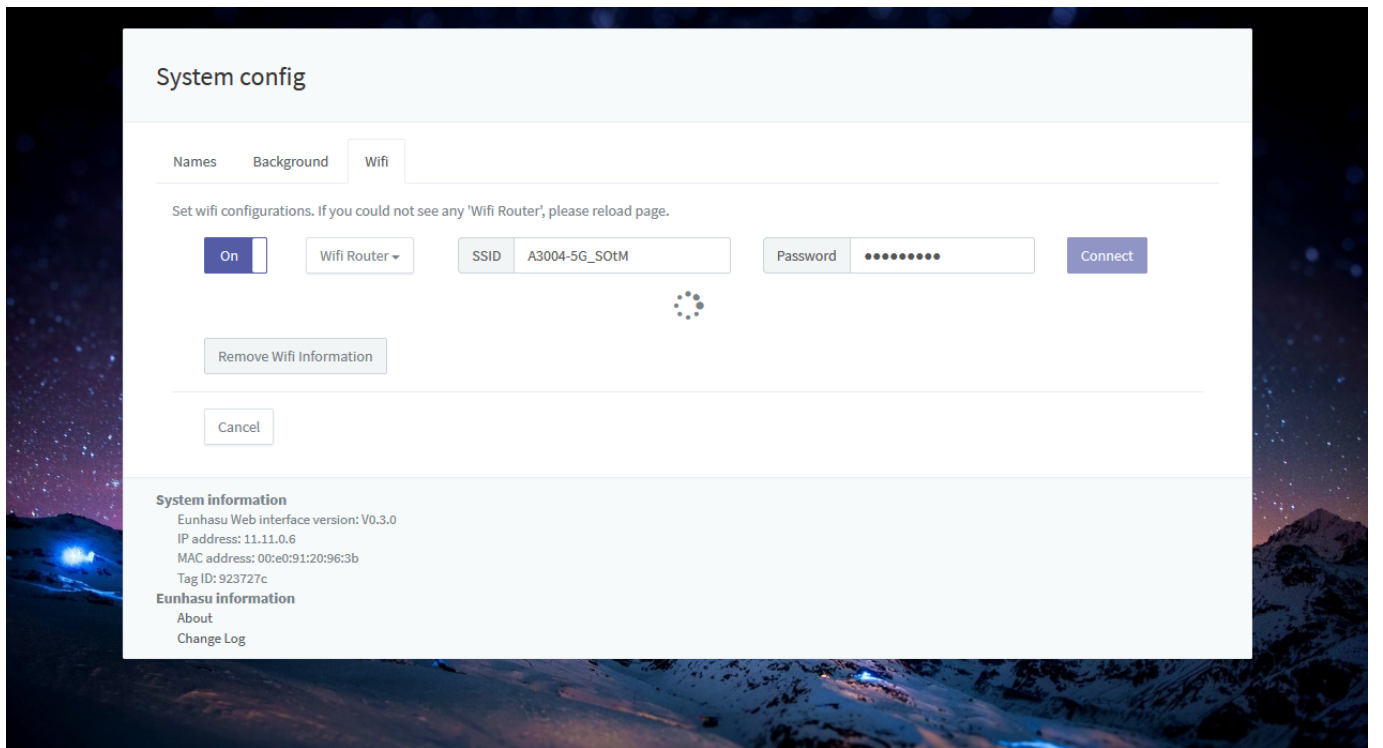 System config
Names Background Wifi
Set wifi configurations. If you could not see any 'Wifi Router', please reload page.
On Wifi Router SSID A3004-5G_SOtM Password ●●●●●●●●● Connect
Remove Wifi Information
Cancel
System information
Eunhasu Web interface version: V0.3.0
IP address: 11.11.0.6
MAC address: 00:e0:91:20:96:3b
Tag ID: 923727c
Eunhasu information
About
Change Log